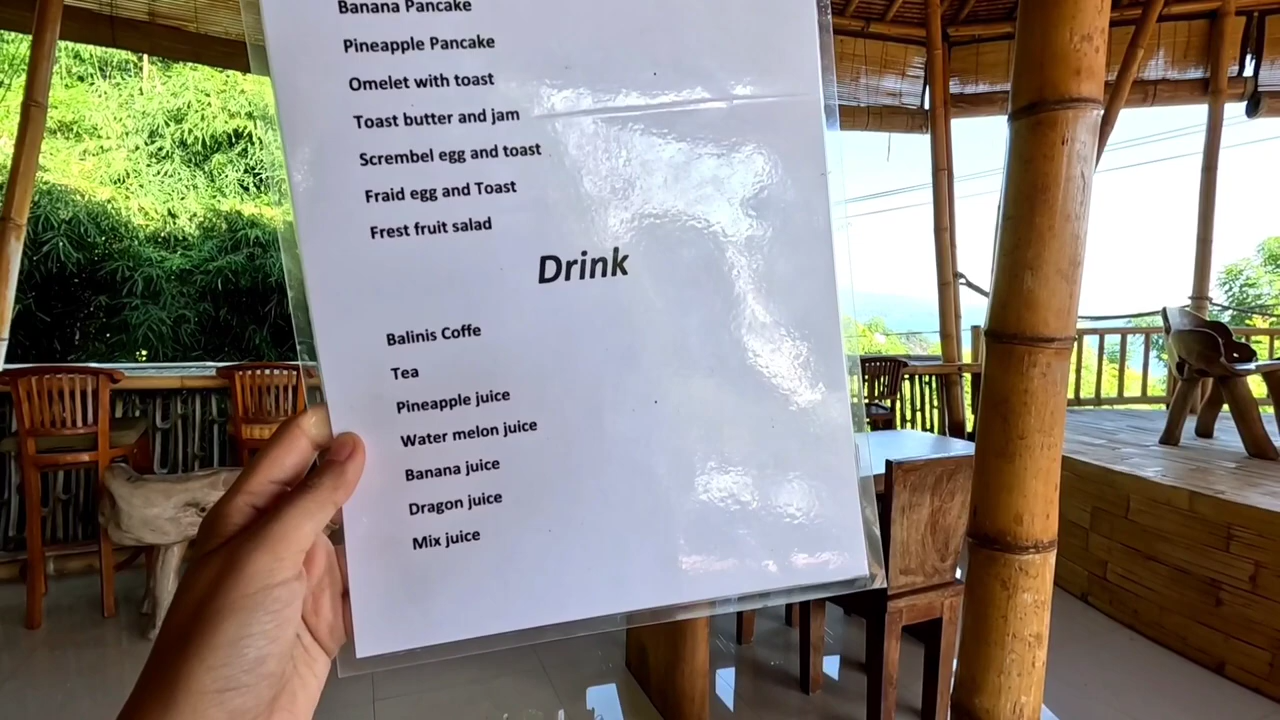 Banana Pancake
Pineapple Pancake
Omelet with toast
Toast butter and jam
Scrembel egg and toast
Fraid egg and Toast
Frest fruit salad
Drink
Balinis Coffe
Tea
Pineapple juice
Water melon juice
Banana juice
Dragon juice
Mix juice